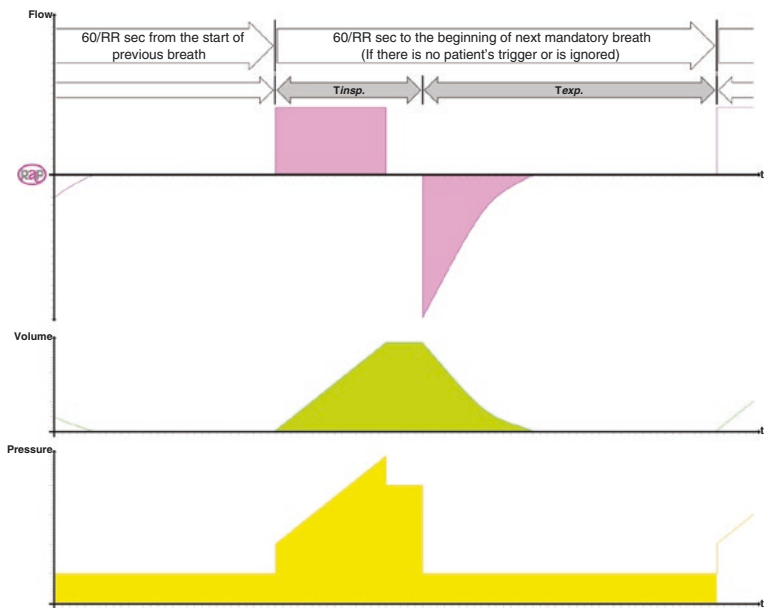 Flow
60/RR sec from the start of
previous breath
60/RR sec to the beginning of next mandatory breath
(If there is no patient's trigger or is ignored)
Tinsp.
Texp.
t
Volume
t
Pressure
t